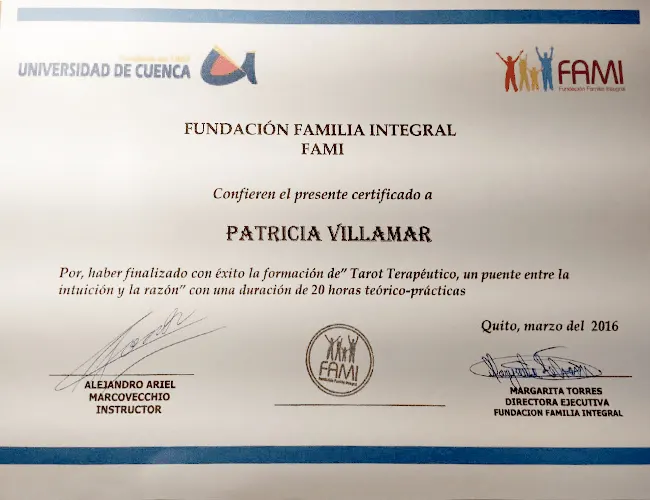 UNIVERSIDAD DE CUENCA
FAMI
Fundación Familia Integral
FUNDACIÓN FAMILIA INTEGRAL
FAMI
Confieren el presente certificado a
PATRICIA VILLAMAR
Por, haber finalizado con éxito la formación de” Tarot Terapéutico, un puente entre la
intuición y la razón” con una duración de 20 horas teórico-prácticas
Quito, marzo del 2016
FAMI
Fundación Familia Integral
ALEJANDRO ARIEL
MARCOVECCHIO
INSTRUCTOR
MARGARITA TORRES
DIRECTORA EJECUTIVA
FUNDACION FAMILIA INTEGRAL